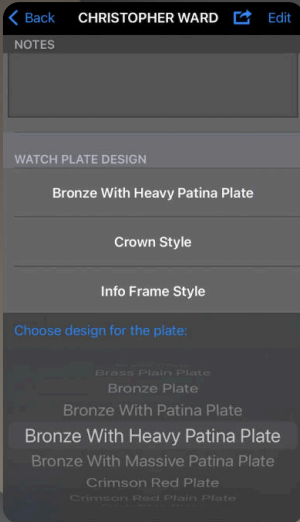 Back CHRISTOPHER WARD Edit
NOTES
WATCH PLATE DESIGN
Bronze With Heavy Patina Plate
Crown Style
Info Frame Style
Choose design for the plate:
Brass Plain Plate
Bronze Plate
Bronze With Patina Plate
Bronze With Heavy Patina Plate
Bronze With Massive Patina Plate
Crimson Red Plate
Crimson Red Plain Plate